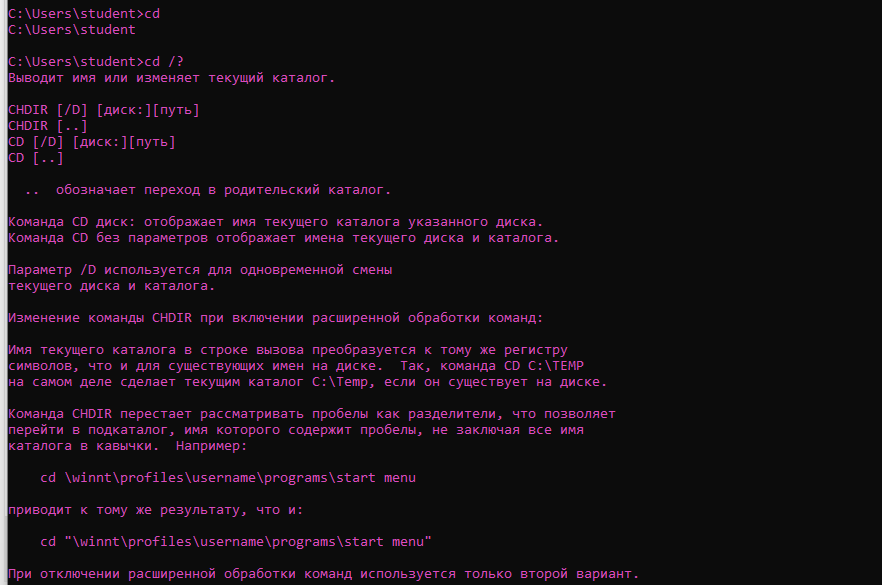 C:\Users\student>cd
C:\Users\student
C:\Users\student>cd /?
Выводит имя или изменяет текущий каталог.
CHDIR [/D] [диск:][путь]
CHDIR [..]
CD [/D] [диск:][путь]
CD [..]
.. обозначает переход в родительский каталог.
Команда CD диск: отображает имя текущего каталога указанного диска.
Команда CD без параметров отображает имена текущего диска и каталога.
Параметр /D используется для одновременной смены
текущего диска и каталога.
Изменение команды CHDIR при включении расширенной обработки команд:
Имя текущего каталога в строке вызова преобразуется к тому же регистру
символов, что и для существующих имен на диске.  Так, команда CD C:\TEMP
на самом деле сделает текущим каталог C:\Temp, если он существует на диске.
Команда CHDIR перестает рассматривать пробелы как разделители, что позволяет
перейти в подкаталог, имя которого содержит пробелы, не заключая все имя
каталога в кавычки.  Например:
cd \winnt\profiles\username\programs\start menu
приводит к тому же результату, что и:
cd "\winnt\profiles\username\programs\start menu"
При отключении расширенной обработки команд используется только второй вариант.